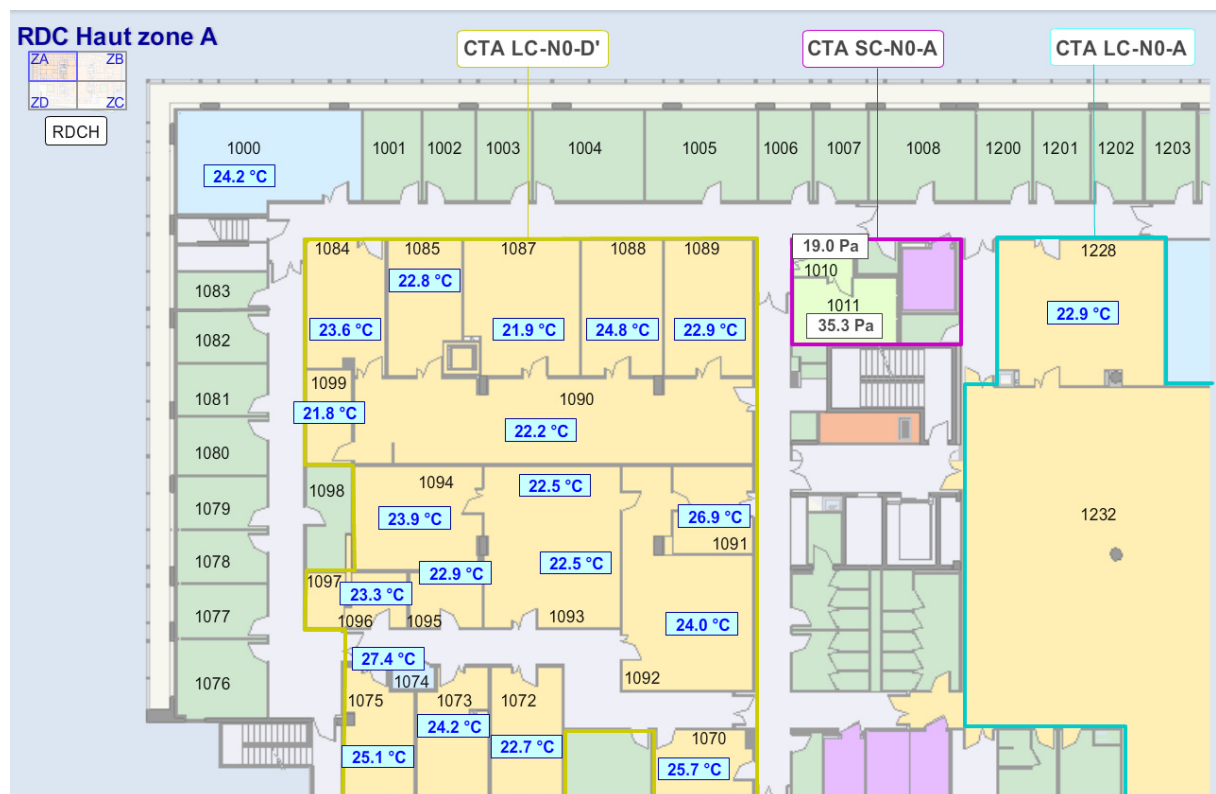 RDC Haut zone A
CTA LC-N0-D'
CTA SC-N0-A
CTA LC-N0-A
ZA
ZB
ZD
ZC
RDCH
1000
1001
1002
1003
1004
1005
1006
1007
1008
1200
1201
1202
1203
24.2 °C
1084
1085
1087
1088
1089
19.0 Pa
1228
1010
22.8 °C
1083
1011
22.9 °C
23.6 °C
21.9 °C
24.8 °C
22.9 °C
35.3 Pa
1082
1099
1081
1090
21.8 °C
22.2 °C
1080
1098
1094
22.5 °C
1079
23.9 °C
26.9 °C
1232
1091
1078
1097
22.9 °C
22.5 °C
23.3 °C
1077
1096
1095
1093
24.0 °C
27.4 °C
1076
1074
1092
1075
1073
1072
24.2 °C
1070
22.7 °C
25.1 °C
25.7 °C